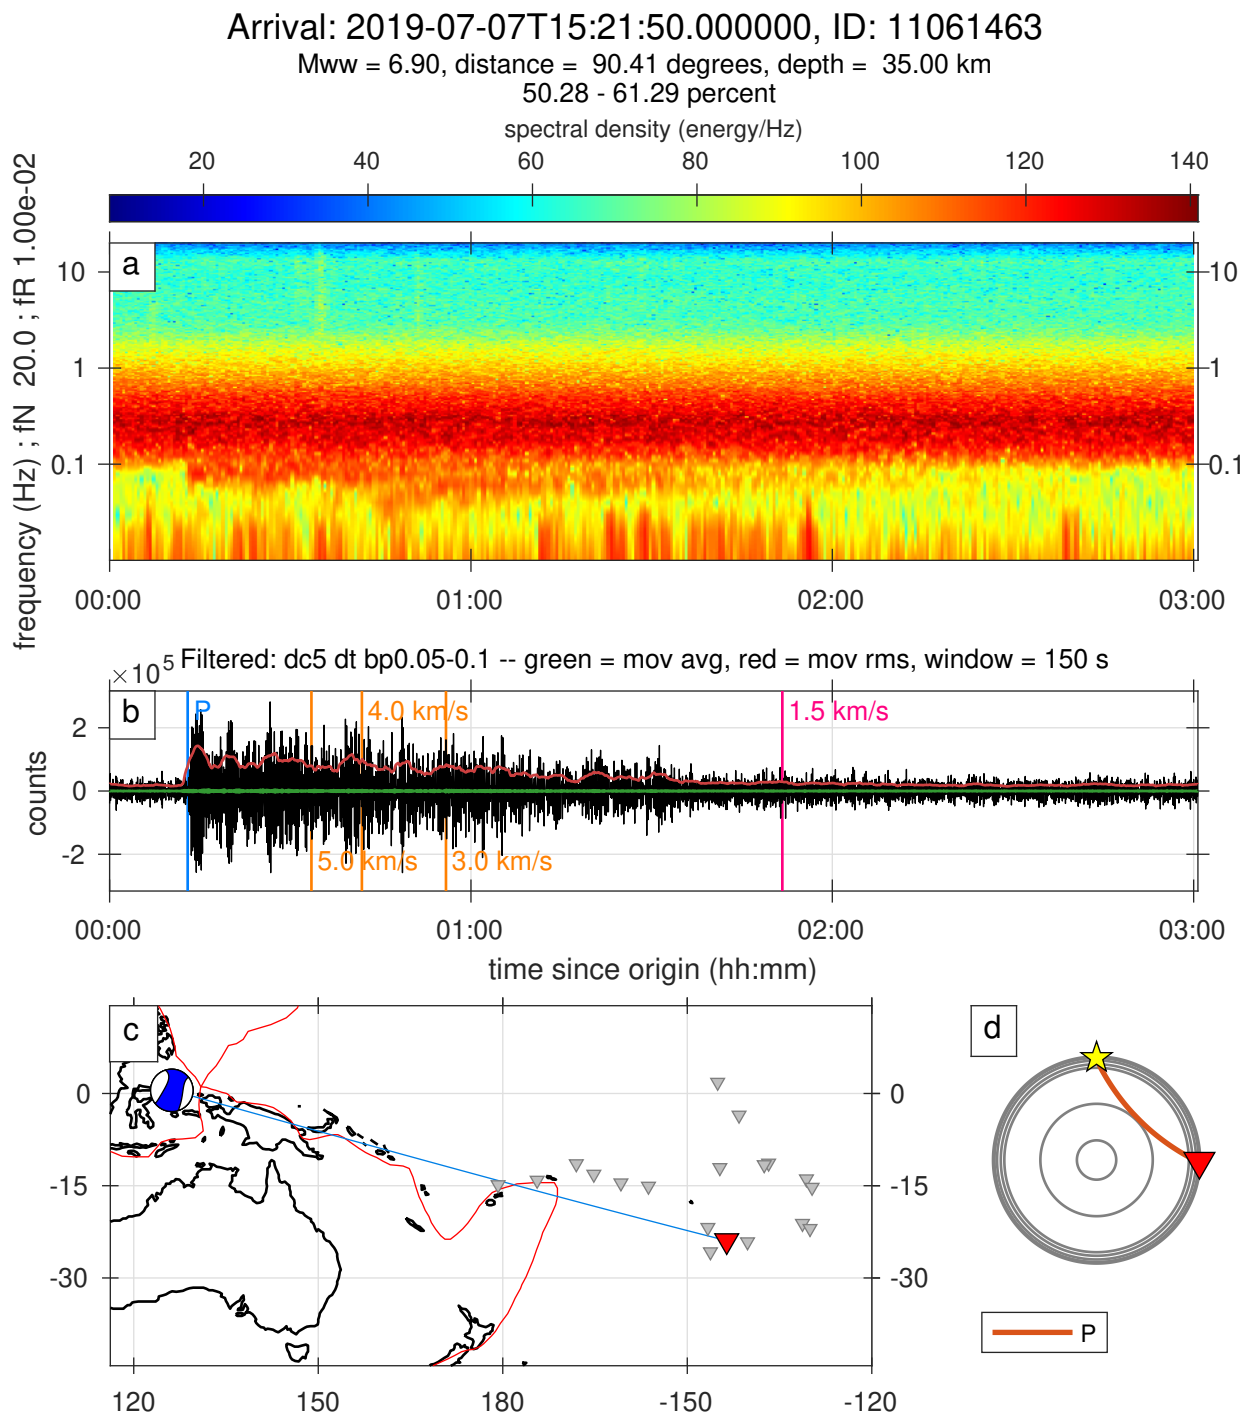 Arrival: 2019-07-07T15:21:50.000000, ID: 11061463
Mww = 6.90, distance =  90.41 degrees, depth =  35.00 km
50.28 - 61.29 percent
spectral density (energy/Hz)
20 40 60 80 100 120 140
frequency (Hz) ; fN  20.0 ; fR 1.00e-02
a
10 10
1 1
0.1 0.1
00:00 01:00 02:00 03:00
×10 5 Filtered: dc5 dt bp0.05-0.1 -- green = mov avg, red = mov rms, window = 150 s
b
P 4.0 km/s 1.5 km/s
2
0
-2
counts
5.0 km/s 3.0 km/s
00:00 01:00 02:00 03:00
time since origin (hh:mm)
c
d
0 0
-15 -15
-30 -30
P
120 150 180 -150 -120